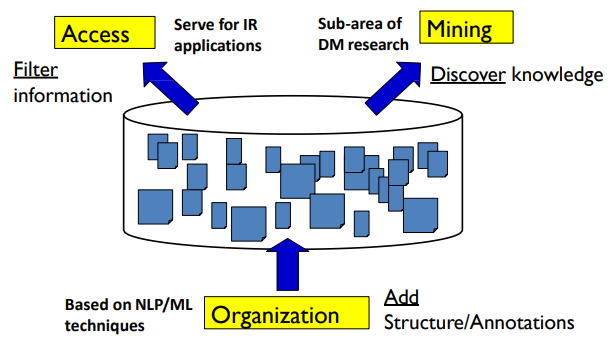 Access
Serve for IR
applications
Sub-area of
DM research
Mining
Filter
information
Discover knowledge
Based on NLP/ML
techniques
Organization
Add
Structure/Annotations